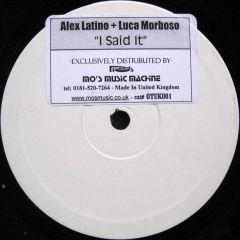 Alex Latino + Luca Morboso
"I Said It"
-EXCLUSIVELY DISTRIBUTED BY-
MO'S MUSIC MACHINE
tel: 0181-520-7264 - Made In United Kingdom
www.mosmusic.co.uk - cat# OTUK001